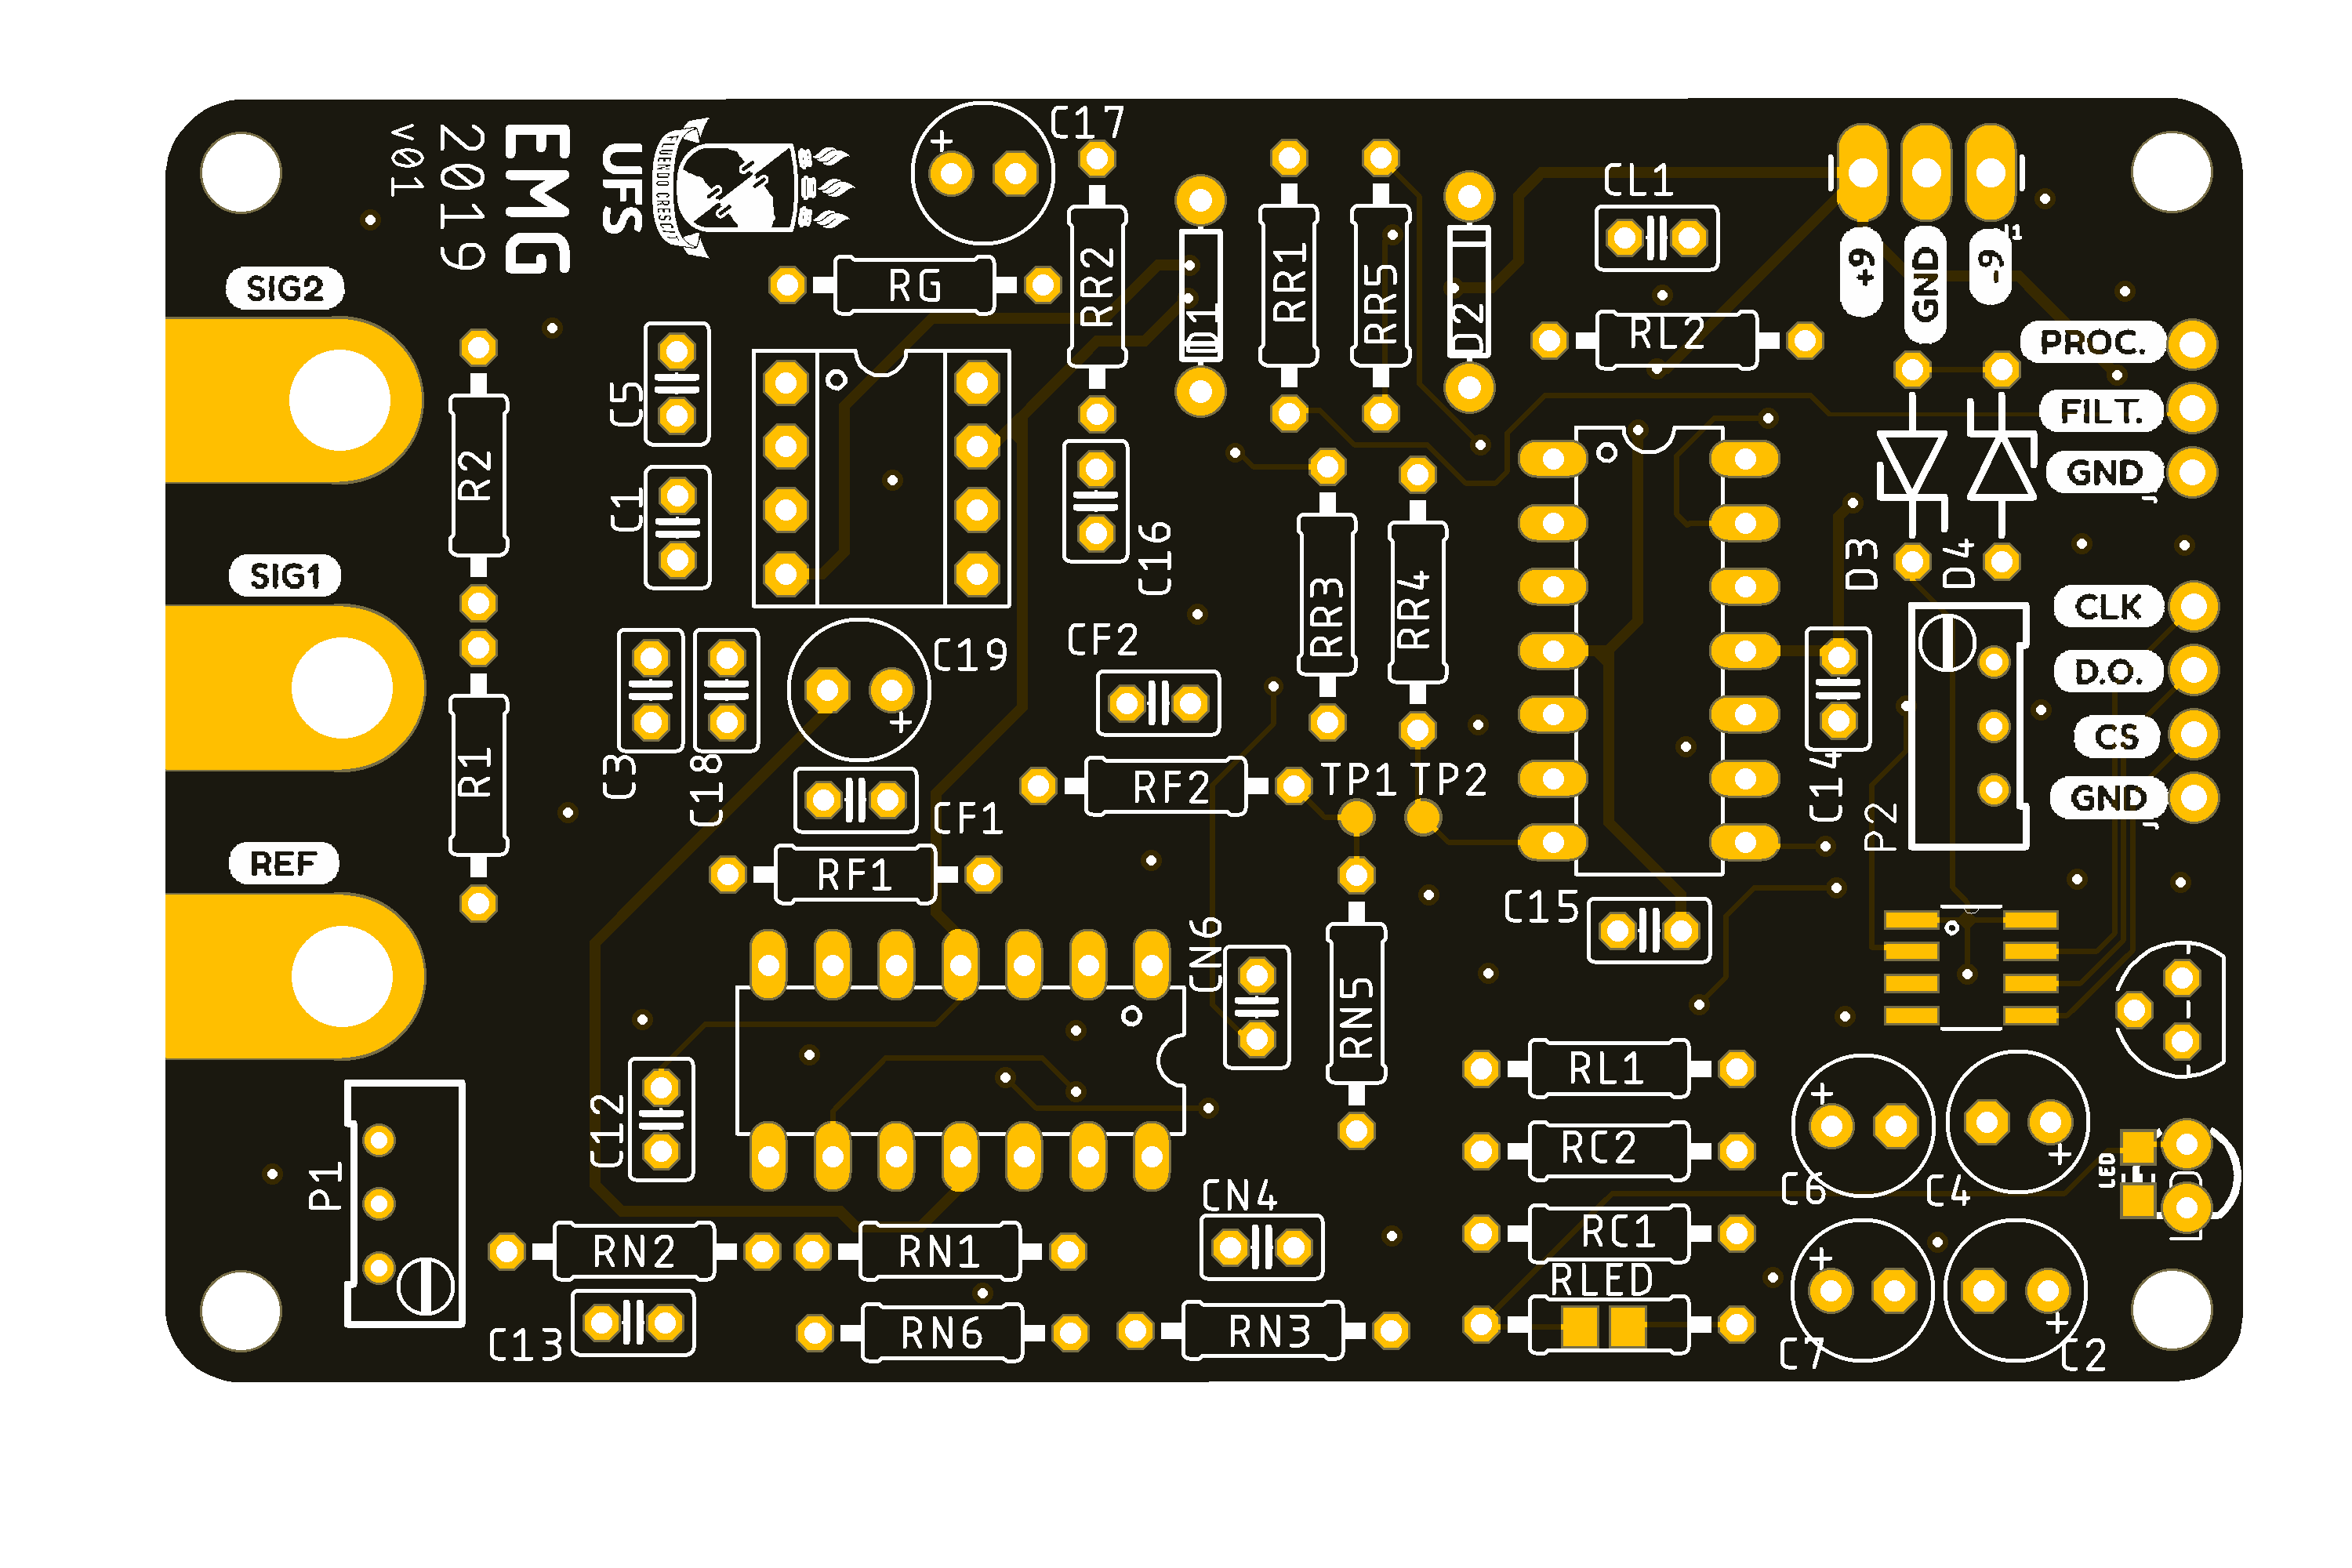 EMG
2019
v01
UFS
FLUENDO CRESCIT
C17
CL1
SIG2
RG
RR2
D1
RR1
RR5
D2
RL2
+9
GND
-9
PROC.
FILT.
GND
C5
R2
C1
C16
D3
D4
SIG1
RR3
RR4
CLK
D.O.
CS
GND
C19
CF2
C3
C18
R1
CF1
RF2
TP1
TP2
C14
P2
REF
RF1
C15
CN6
RN5
RL1
C12
RC2
C6
C4
LED
P1
CN4
RN2
RN1
RC1
RLED
C13
RN6
RN3
C7
C2